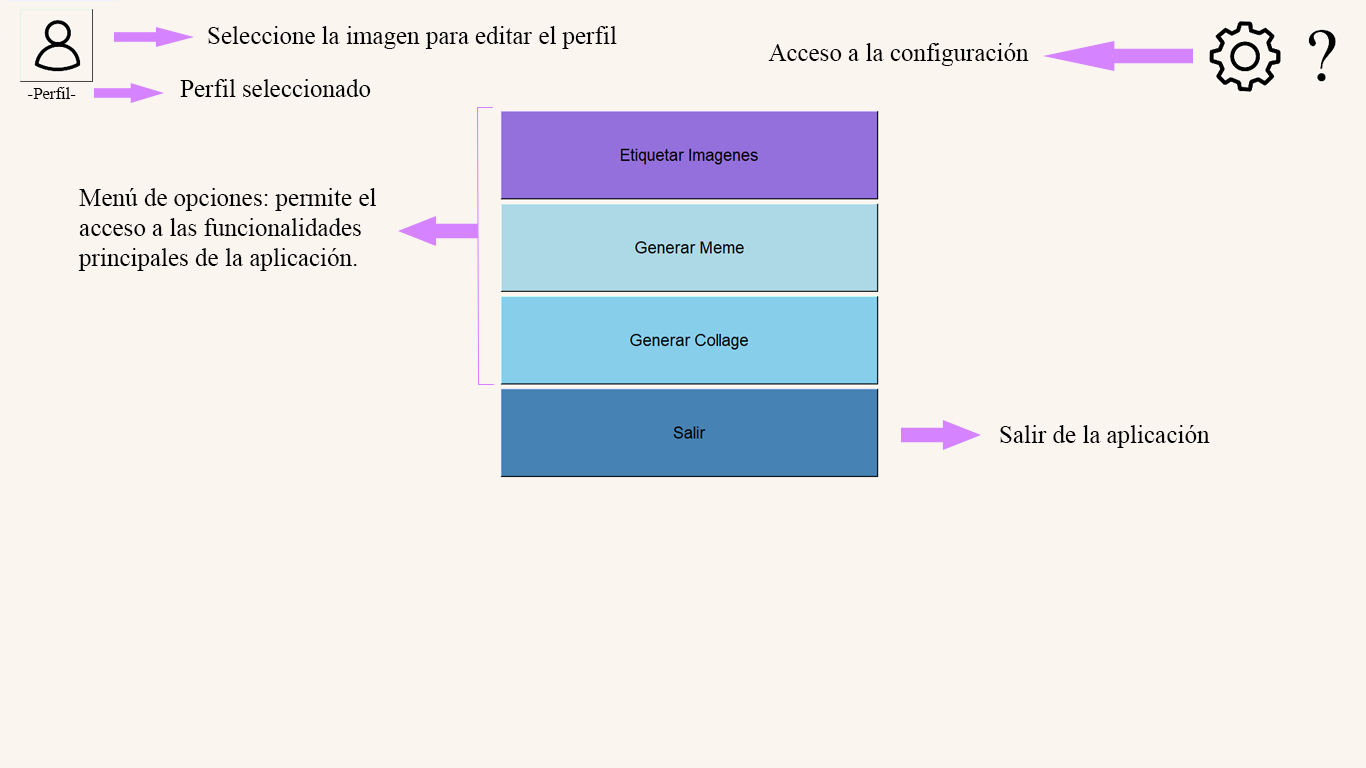 Seleccione la imagen para editar el perfil
Acceso a la configuración
?
-Perfil-
Perfil seleccionado
Etiquetar Imagenes
Menú de opciones: permite el
acceso a las funcionalidades
principales de la aplicación.
Generar Meme
Generar Collage
Salir
Salir de la aplicación